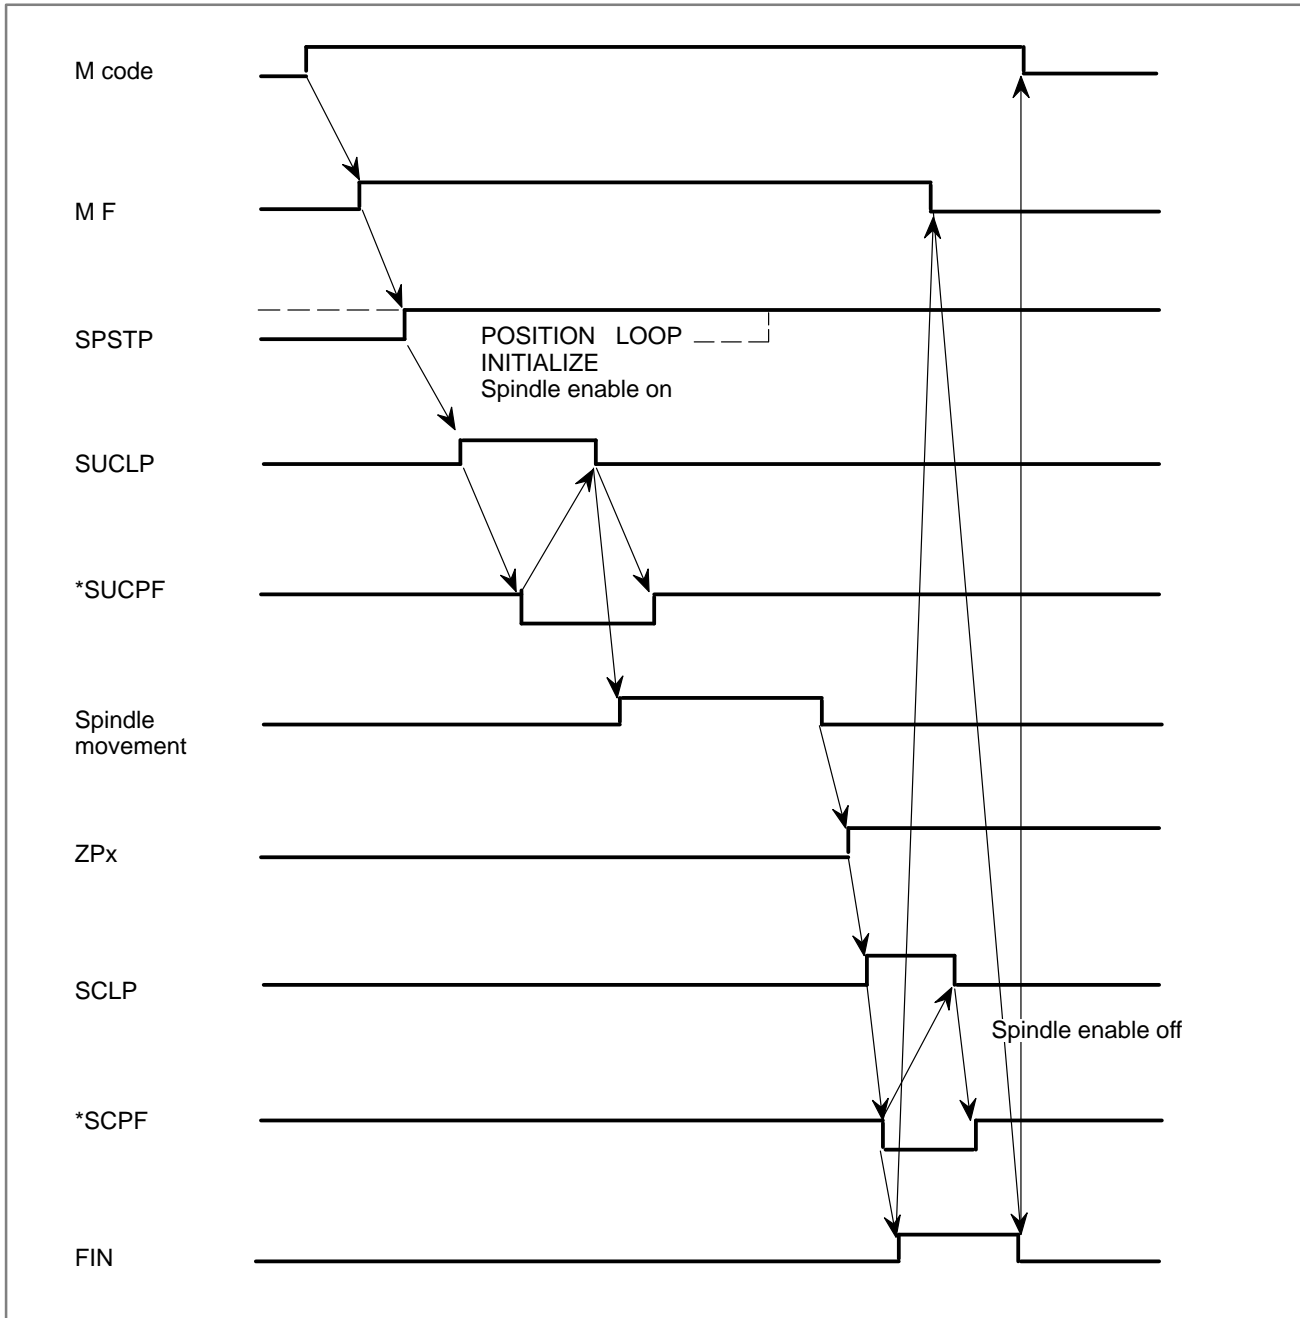 M code
M F
SPSTP
POSITION LOOP
INITIALIZE
Spindle enable on
SUCLP
*SUCPF
Spindle
movement
ZPx
SCLP
Spindle enable off
*SCPF
FIN